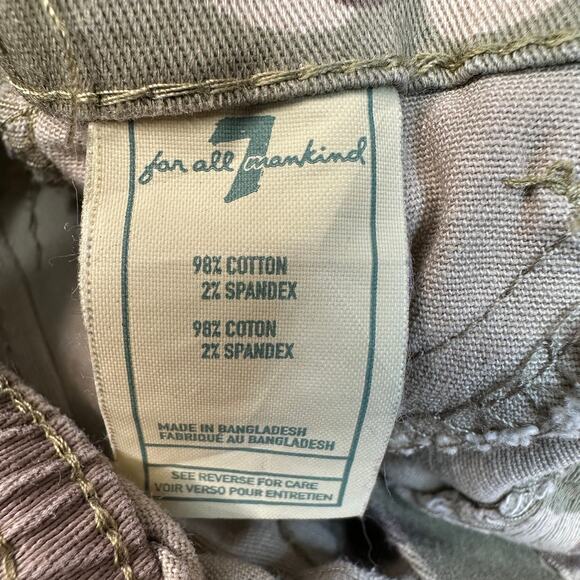 7 for all mankind
98% COTTON
2% SPANDEX
98% COTON
2% SPANDEX
MADE IN BANGLADESH
FABRIQUÉ AU BANGLADESH
SEE REVERSE FOR CARE
VOIR VERSO POUR ENTRETIEN